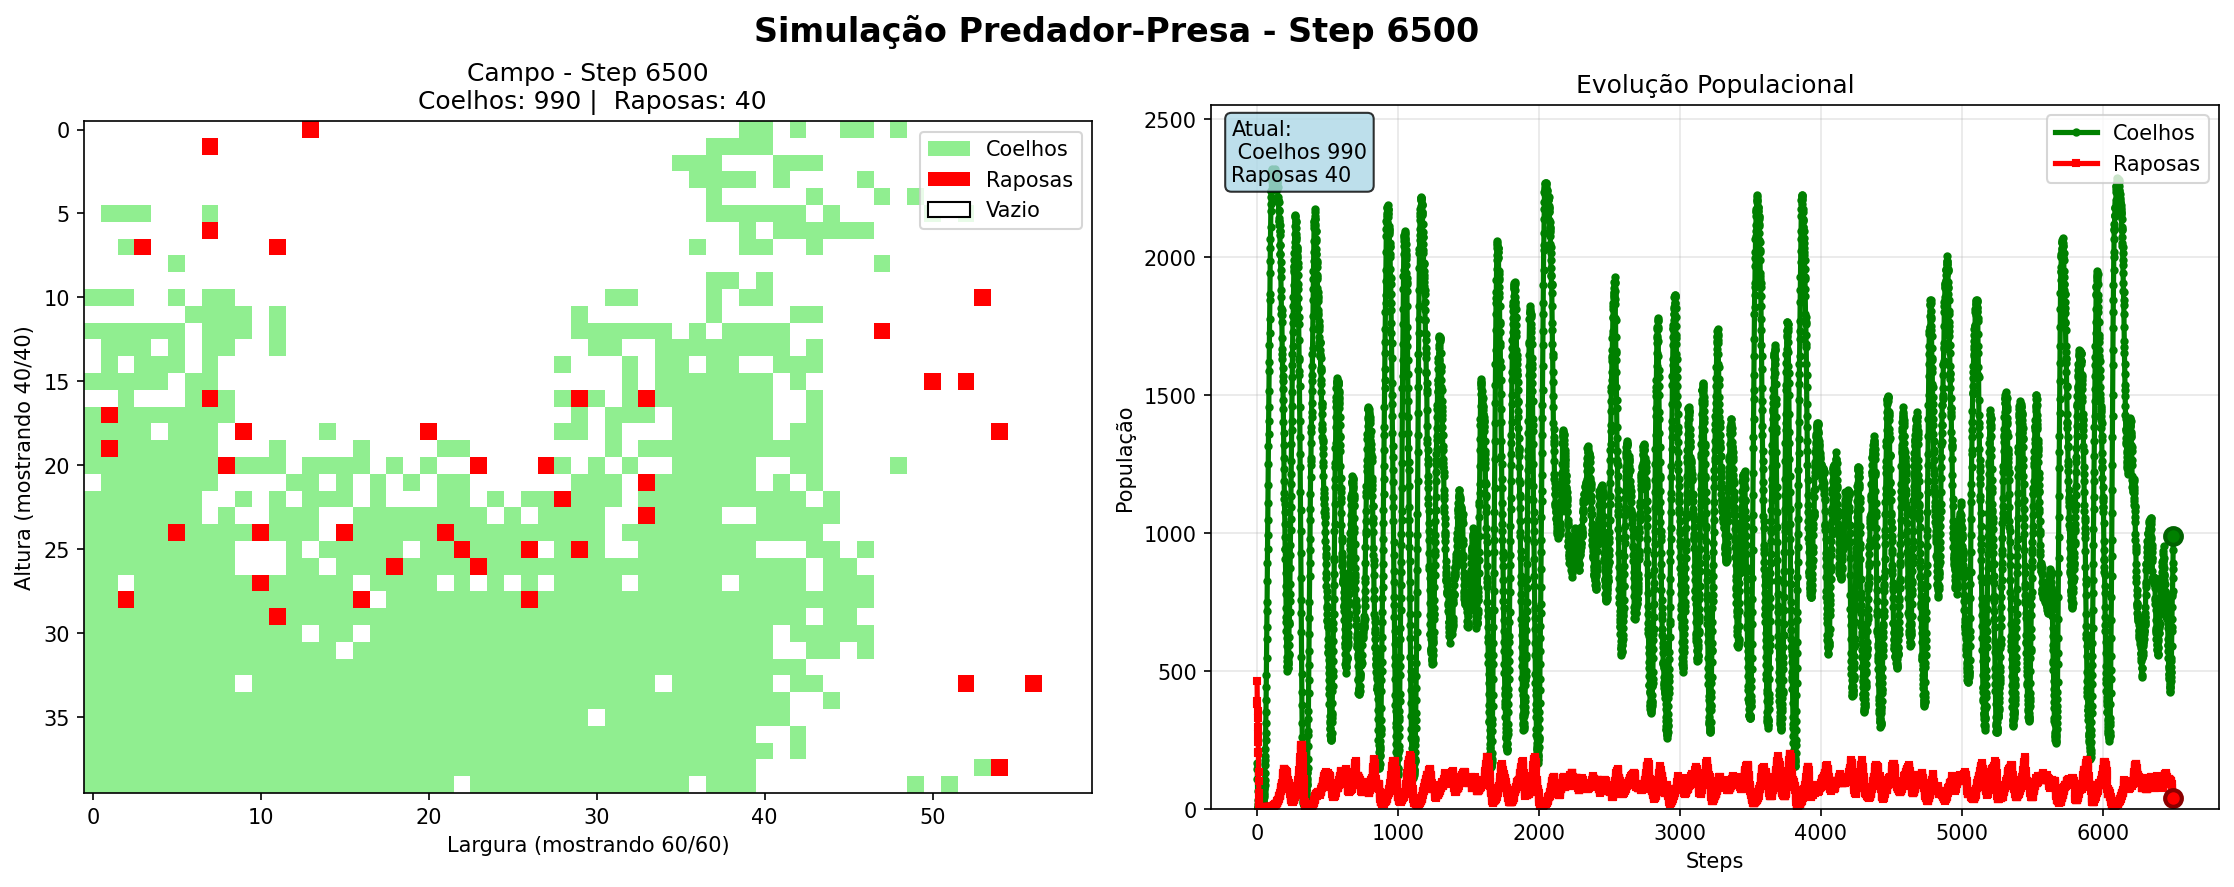 Simulação Predador-Presa - Step 6500
Campo - Step 6500
Coelhos: 990 |  Raposas: 40
0
5
10
15
20
25
30
35
Altura (mostrando 40/40)
0
10
20
30
40
50
Largura (mostrando 60/60)
Coelhos
Raposas
Vazio
Evolução Populacional
2500
2000
1500
1000
500
0
População
0
1000
2000
3000
4000
5000
6000
Steps
Atual:
Coelhos 990
Raposas 40
Coelhos
Raposas